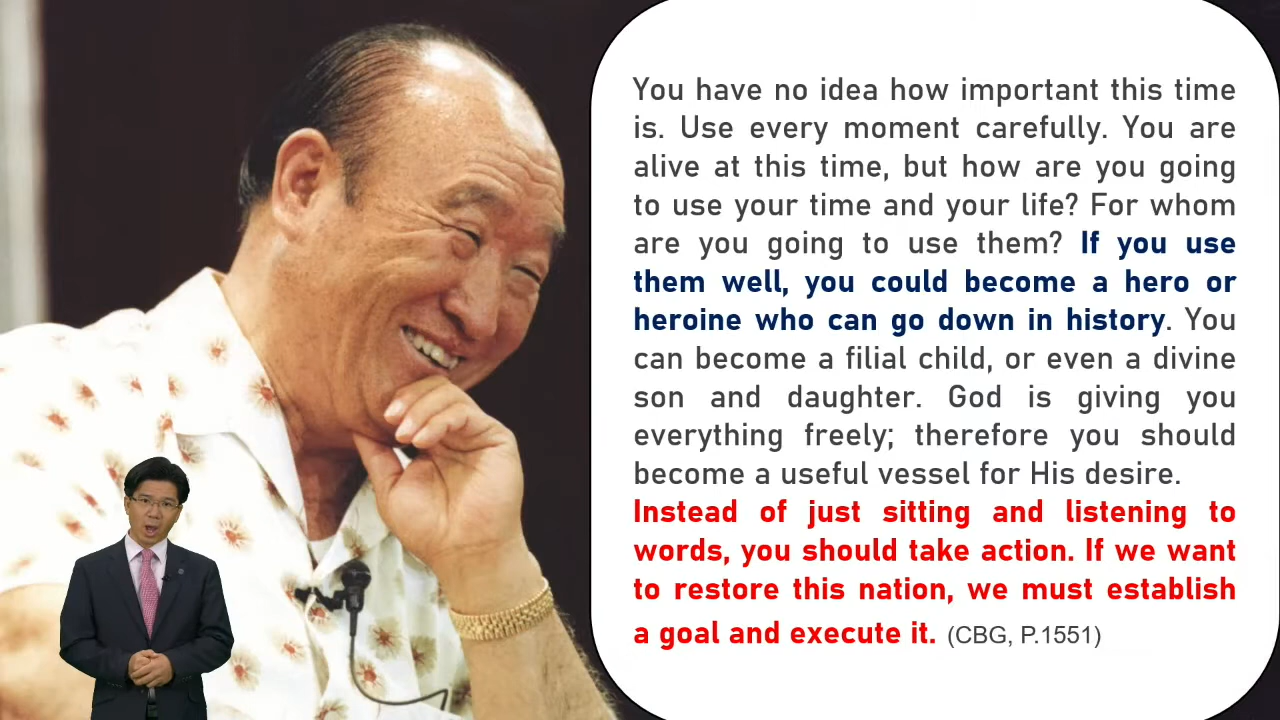 You have no idea how important this time
is. Use every moment carefully. You are
alive at this time, but how are you going
to use your time and your life? For whom
are you going to use them? If you use
them well, you could become a hero or
heroine who can go down in history. You
can become a filial child, or even a divine
son and daughter. God is giving you
everything freely; therefore you should
become a useful vessel for His desire.
Instead of just sitting and listening to
words, you should take action. If we want
to restore this nation, we must establish
a goal and execute it. (CBG, P.1551)